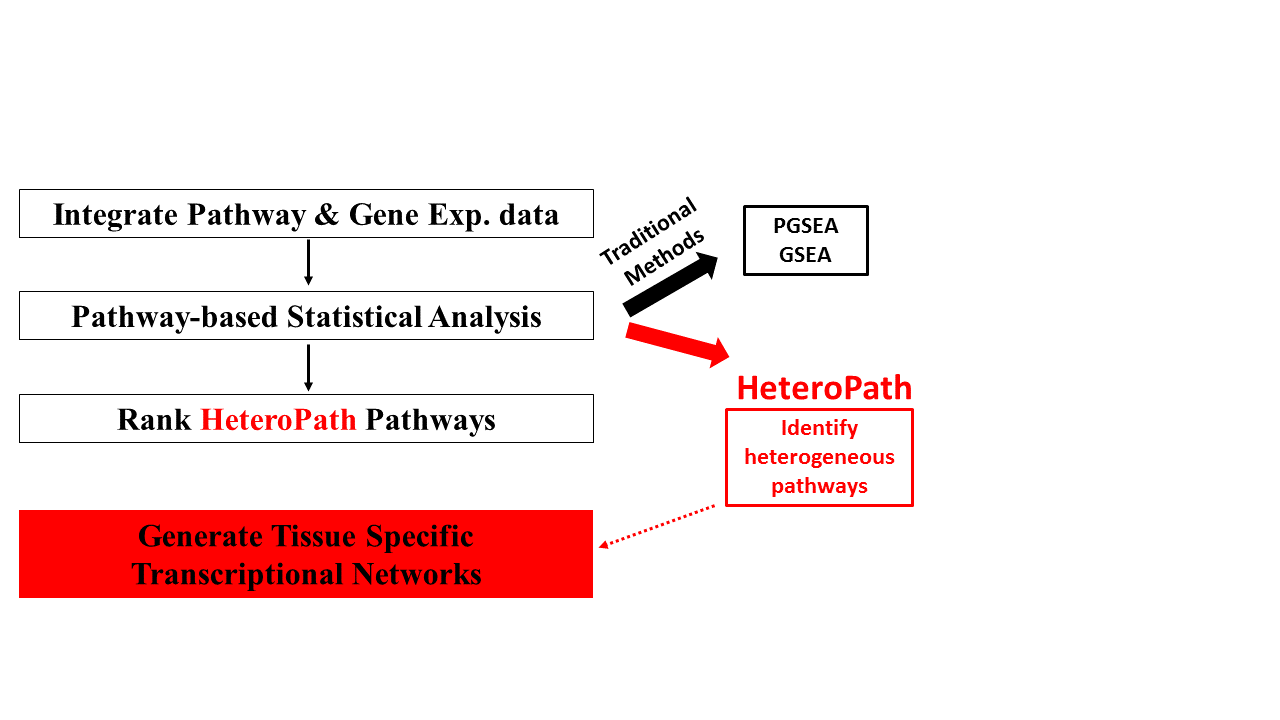 Integrate Pathway & Gene Exp. data
Pathway-based Statistical Analysis
Rank HeteroPath Pathways
Generate Tissue Specific
Transcriptional Networks
Traditional
Methods
PGSEA
GSEA
HeteroPath
Identify
heterogeneous
pathways